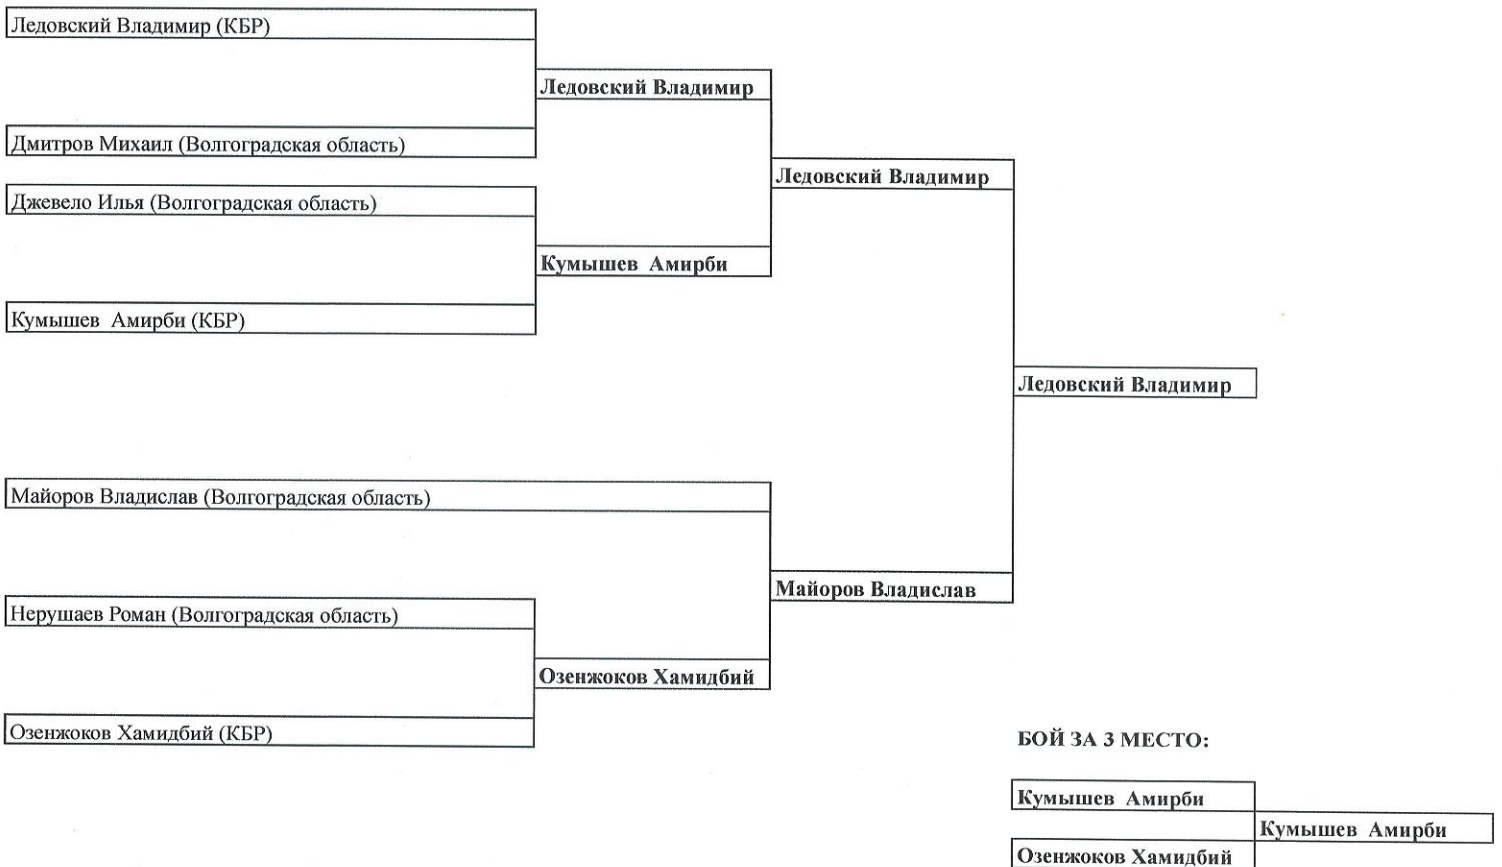 Ледовский Владимир (КБР)
Ледовский Владимир
Дмитров Михаил (Волгоградская область)
Ледовский Владимир
Джевело Илья (Волгоградская область)
Кумышев  Амирби
Кумышев  Амирби (КБР)
Ледовский Владимир
Майоров Владислав (Волгоградская область)
Майоров Владислав
Нерушаев Роман (Волгоградская область)
Озенжоков Хамидбий
Озенжоков Хамидбий (КБР)
БОЙ ЗА 3 МЕСТО:
Кумышев  Амирби
Кумышев  Амирби
Озенжоков Хамидбий